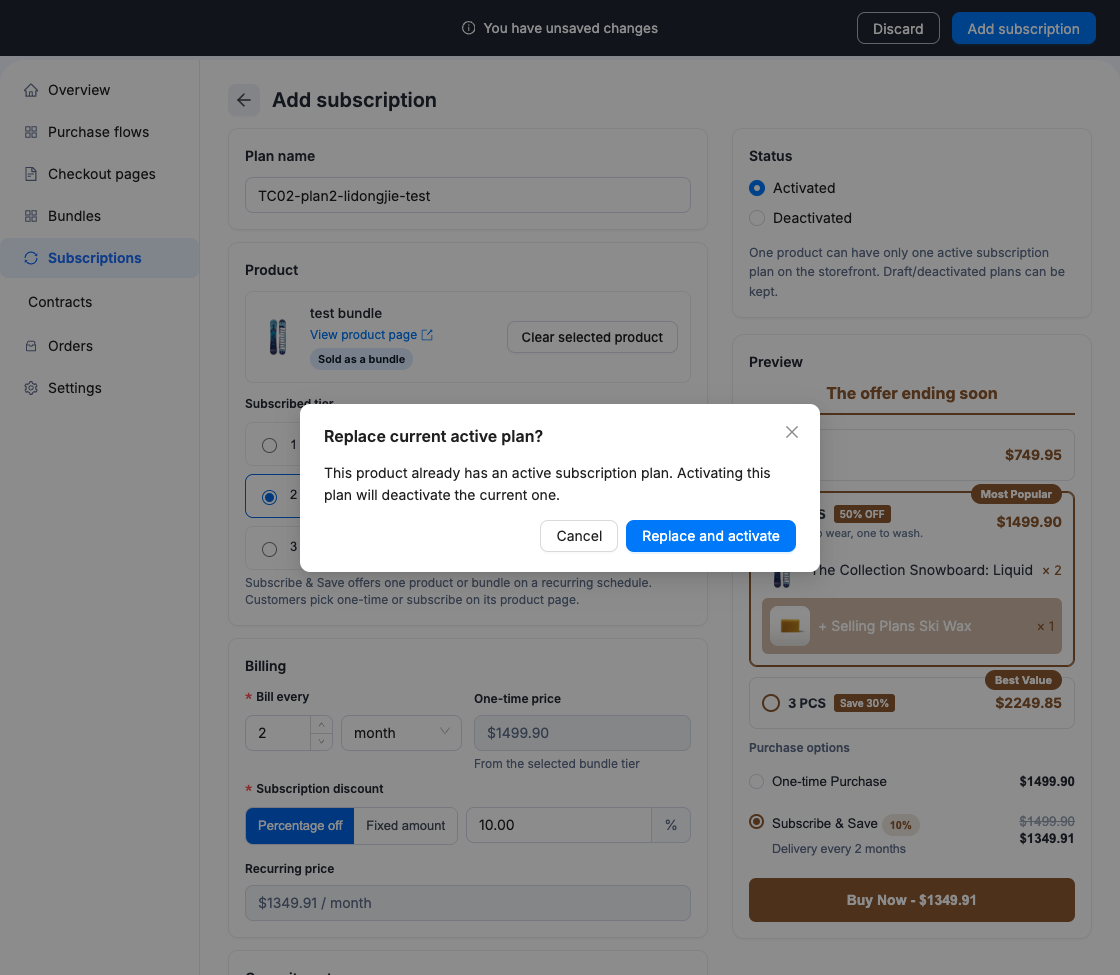 You have unsaved changes
Discard
Add subscription
Overview
Purchase flows
Checkout pages
Bundles
Subscriptions
Contracts
Orders
Settings
Add subscription
Plan name
TC02-plan2-lidongjie-test
Product
test bundle
View product page
Sold as a bundle
Clear selected product
Subscribed tier
1
2
3
Subscribe & Save offers one product or bundle on a recurring schedule.
Customers pick one-time or subscribe on its product page.
Replace current active plan?
This product already has an active subscription plan. Activating this
plan will deactivate the current one.
Cancel
Replace and activate
Billing
* Bill every
2
month
One-time price
$1499.90
From the selected bundle tier
* Subscription discount
Percentage off
Fixed amount
10.00
%
Recurring price
$1349.91 / month
Status
Activated
Deactivated
One product can have only one active subscription
plan on the storefront. Draft/deactivated plans can be
kept.
Preview
The offer ending soon
$749.95
Most Popular
50% OFF
$1499.90
wear, one to wash.
The Collection Snowboard: Liquid × 2
+ Selling Plans Ski Wax × 1
Best Value
3 PCS
Save 30%
$2249.85
Purchase options
One-time Purchase
$1499.90
Subscribe & Save 10%
$1499.90
$1349.91
Delivery every 2 months
Buy Now - $1349.91